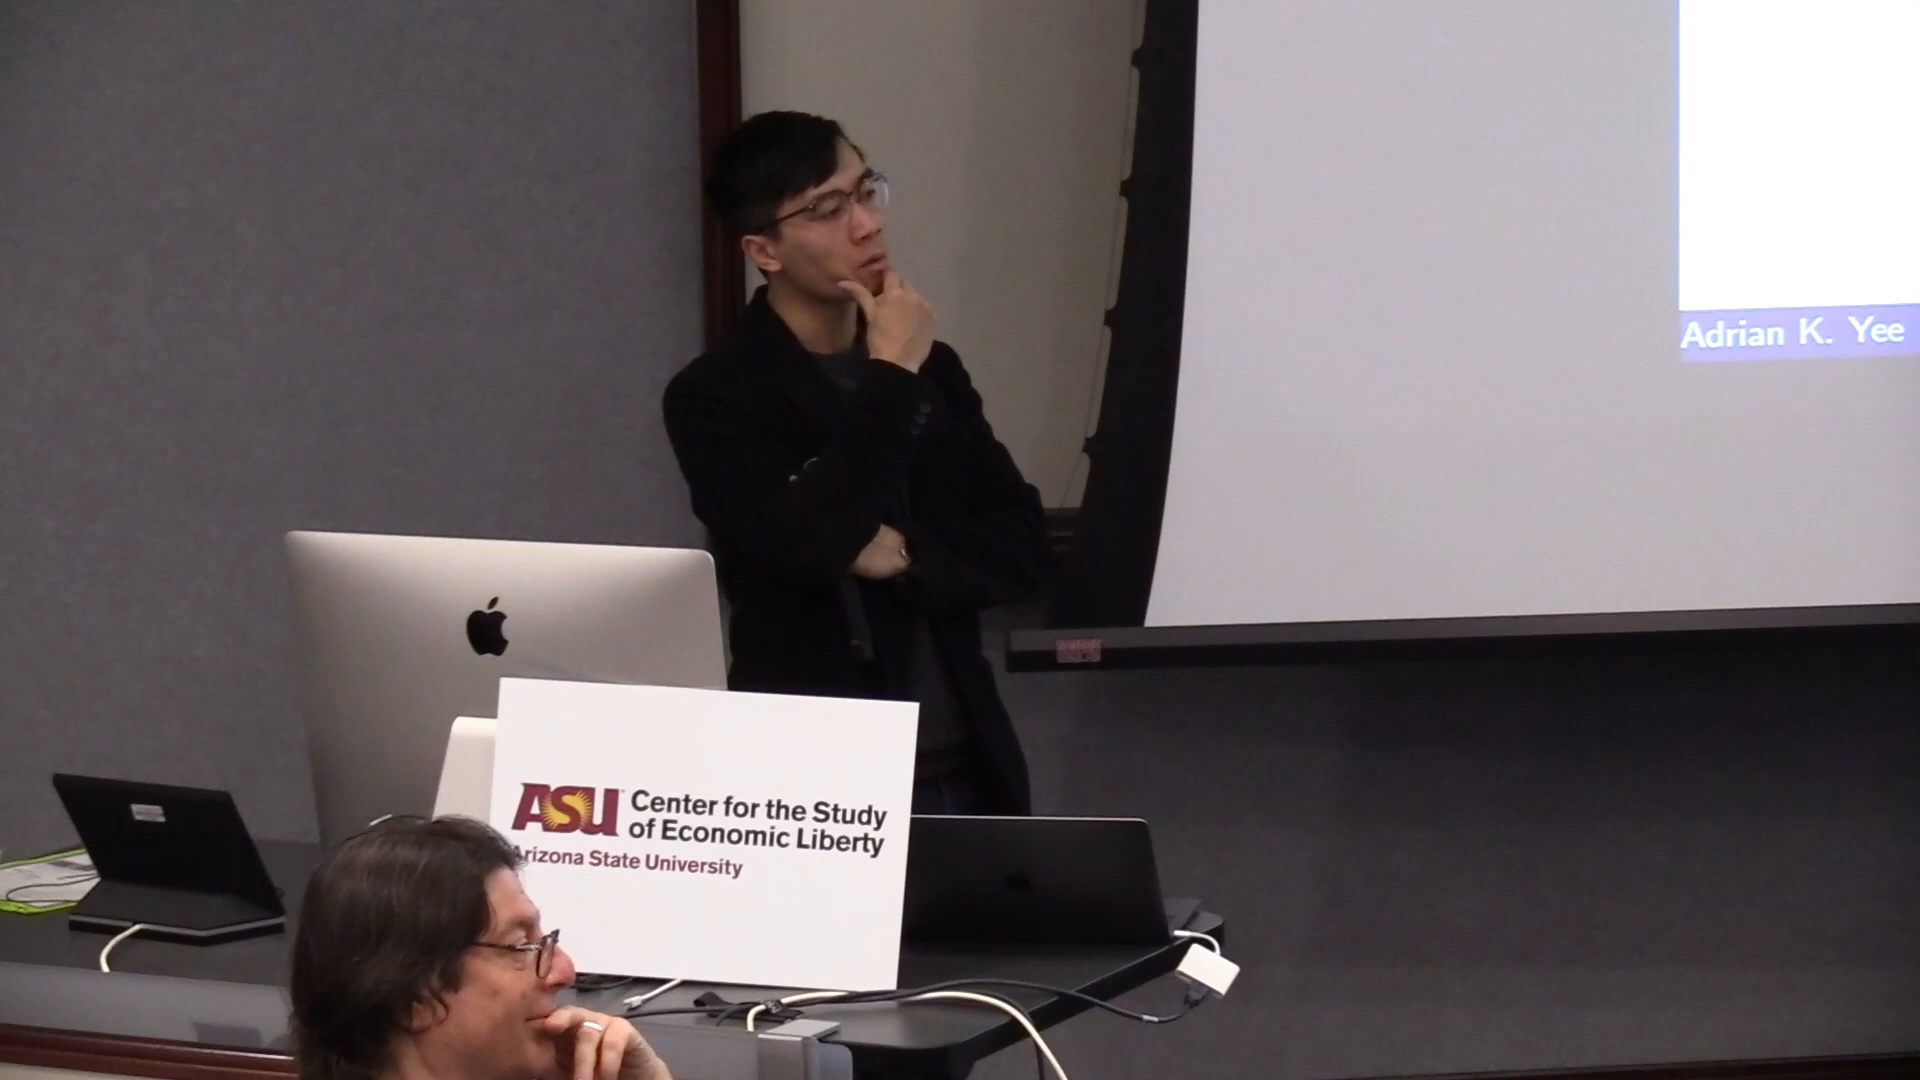 Adrian K. Yee
ASU Center for the Study
of Economic Liberty
Arizona State University